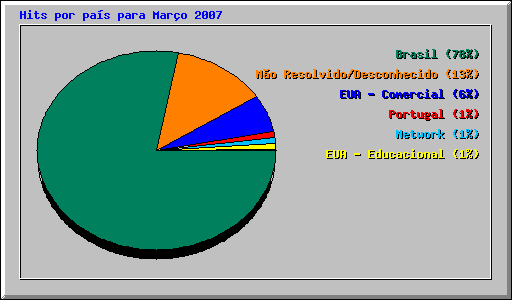 Hits por país para Março 2007
Brasil (78%)
Não Resolvido/Desconhecido (13%)
EUA - Comercial (6%)
Portugal (1%)
Network (1%)
EUA - Educacional (1%)